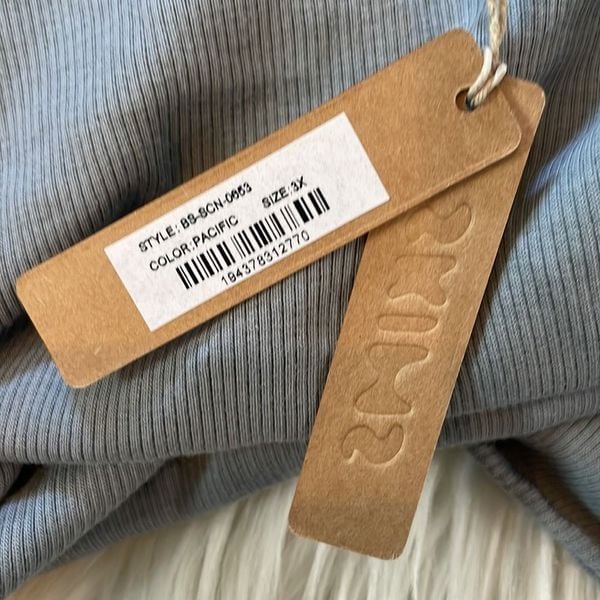 STYLE: BS-SCN-0653
COLOR: PACIFIC SIZE: 3X
194378312770
SKIMS